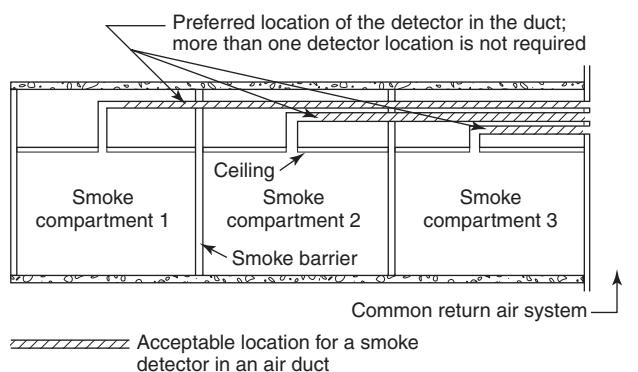 Preferred location of the detector in the duct;
more than one detector location is not required
Ceiling
Smoke
compartment 1
Smoke
compartment 2
Smoke
compartment 3
Smoke barrier
Common return air system
Acceptable location for a smoke
detector in an air duct